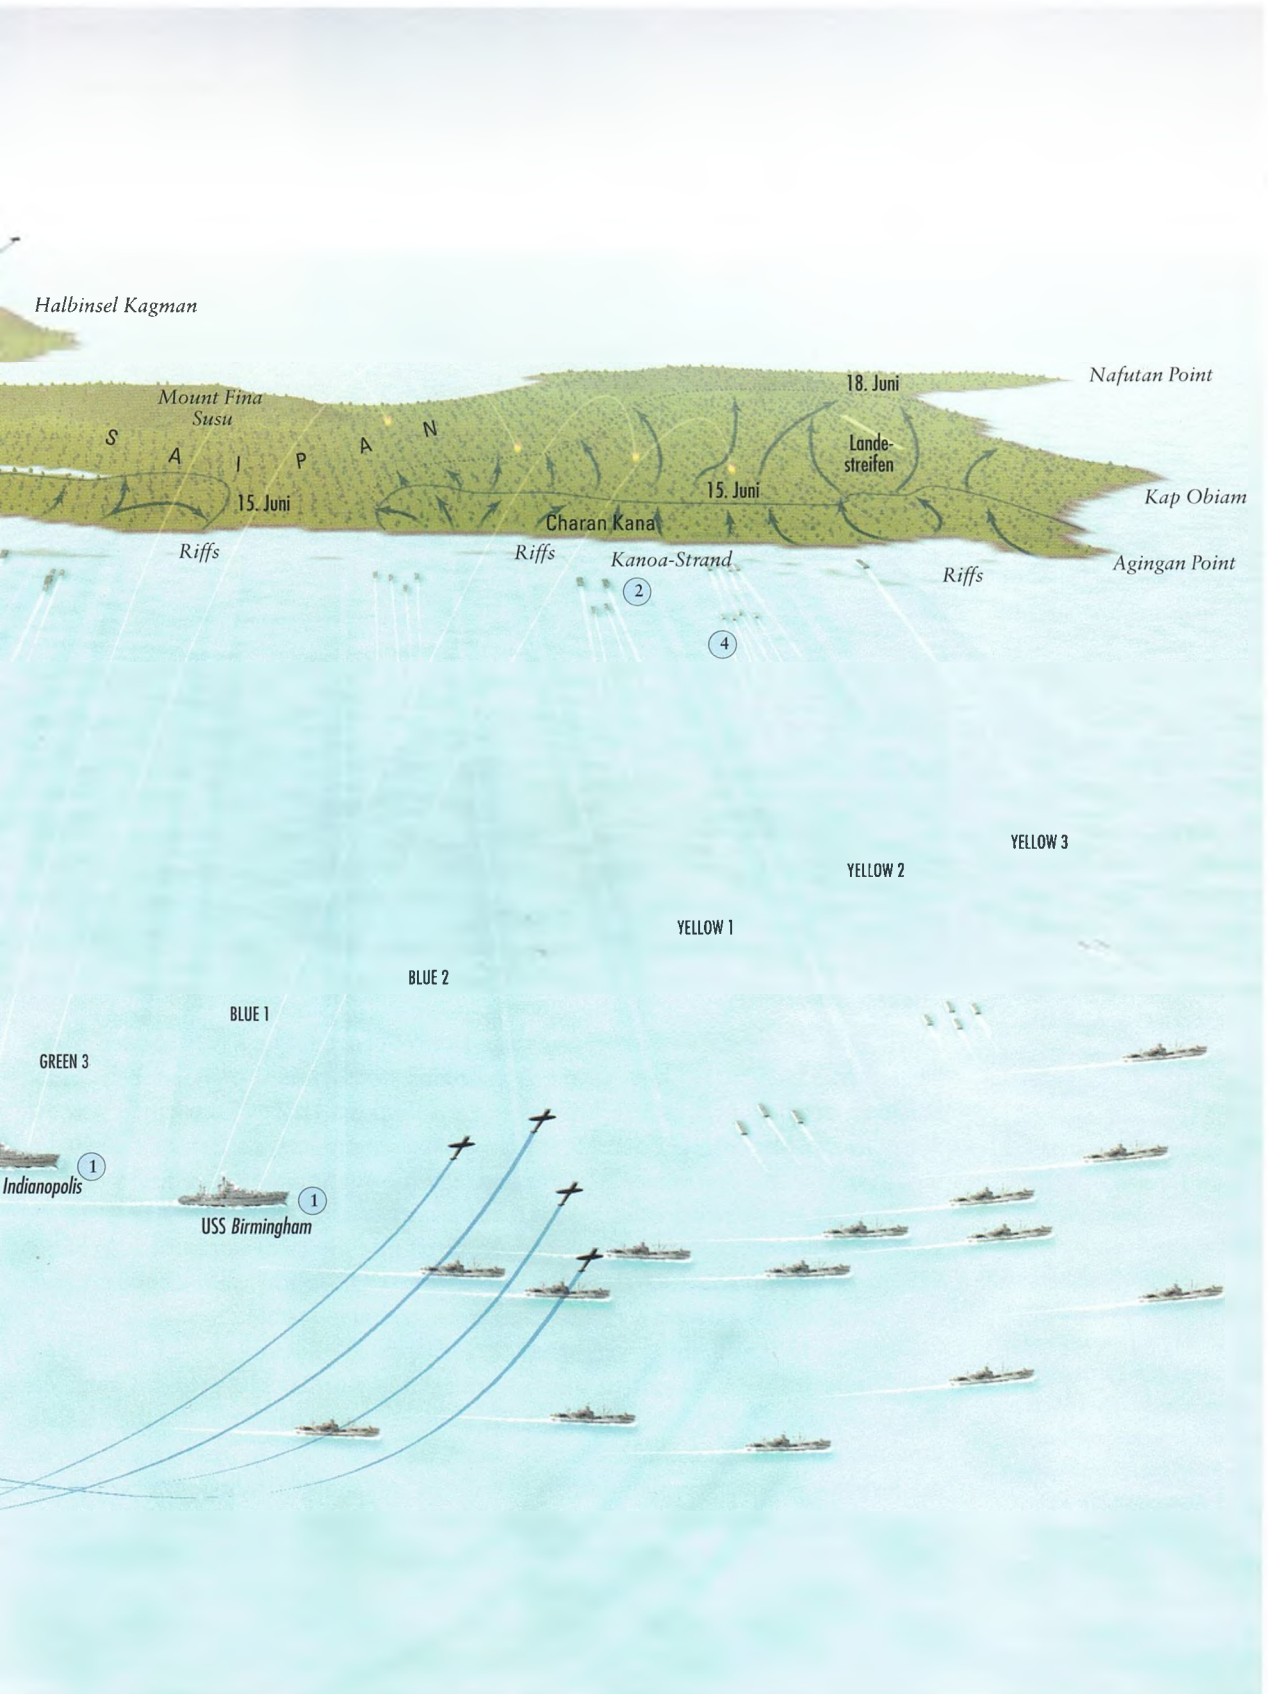 Halbinsel Kagman
Nafutan Point
18. Juni
Mount Fina
Susu
S A I P A N
Lande-
streifen
15. Juni
15. Juni
Kap Obiam
Charan Kana
Riffs
Riffs
Kanoa-Strand
Agingan Point
Riffs
2
4
YELLOW 3
YELLOW 2
YELLOW 1
BLUE 2
BLUE 1
GREEN 3
1
Indianopolis
1
USS Birmingham